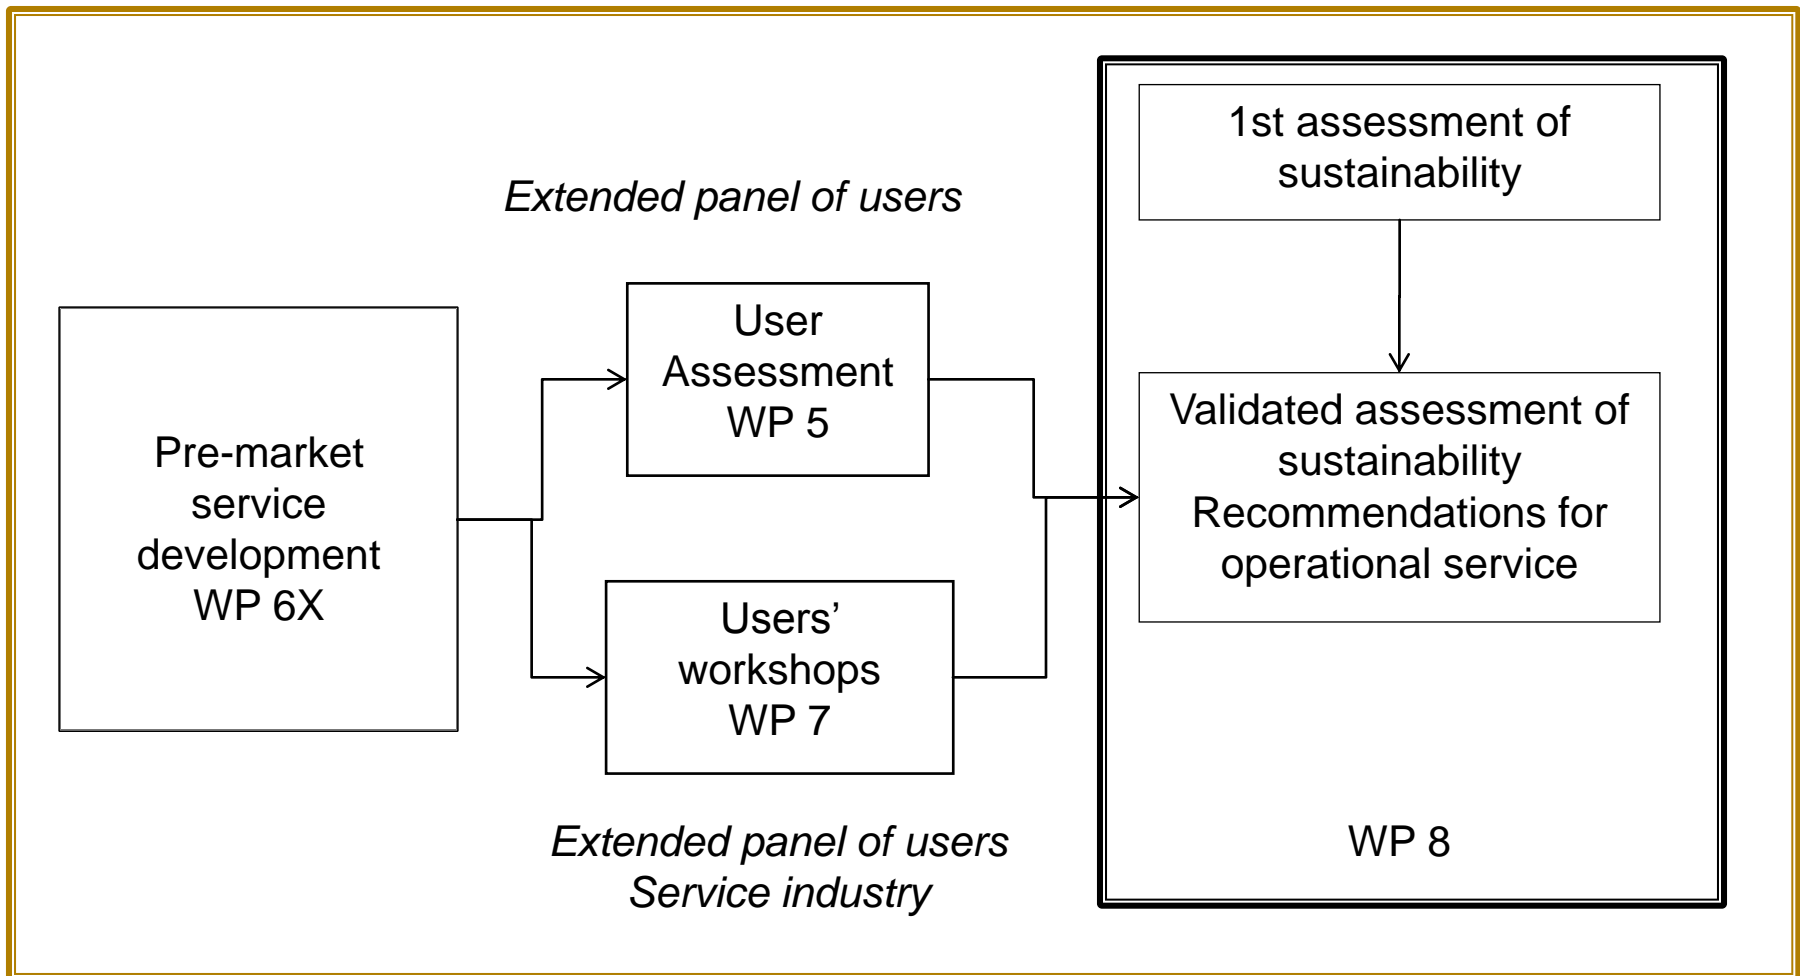 Pre-market
service
development
WP 6X
Extended panel of users
User
Assessment
WP 5
Users’
workshops
WP 7
Extended panel of users
Service industry
1st assessment of
sustainability
Validated assessment of
sustainability
Recommendations for
operational service
WP 8